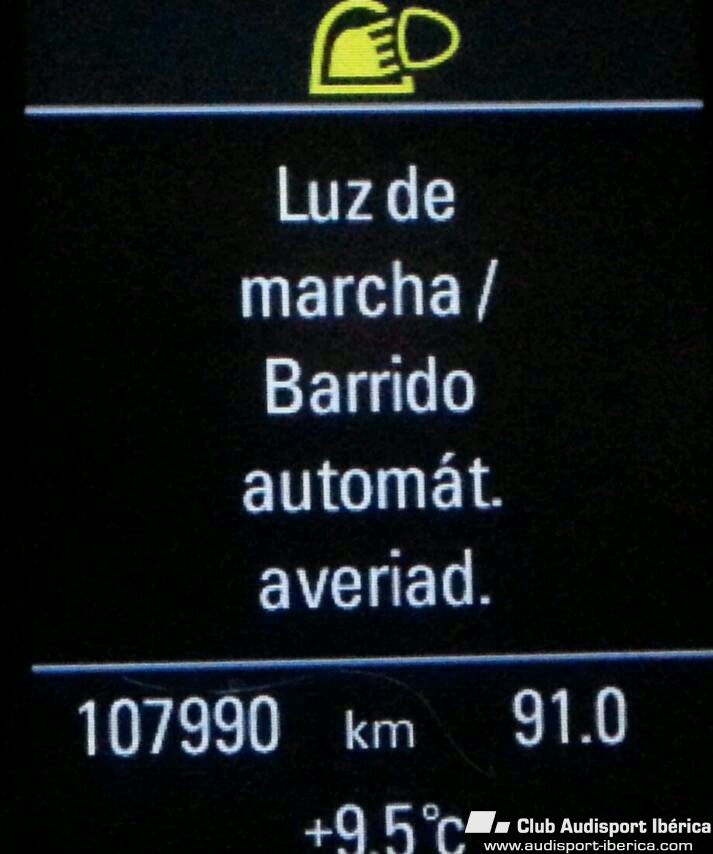 Luz de
marcha /
Barrido
automát.
averiad.
107990 km 91.0
+9.5°C
Club Audisport Ibérica
www.audisport-iberica.com